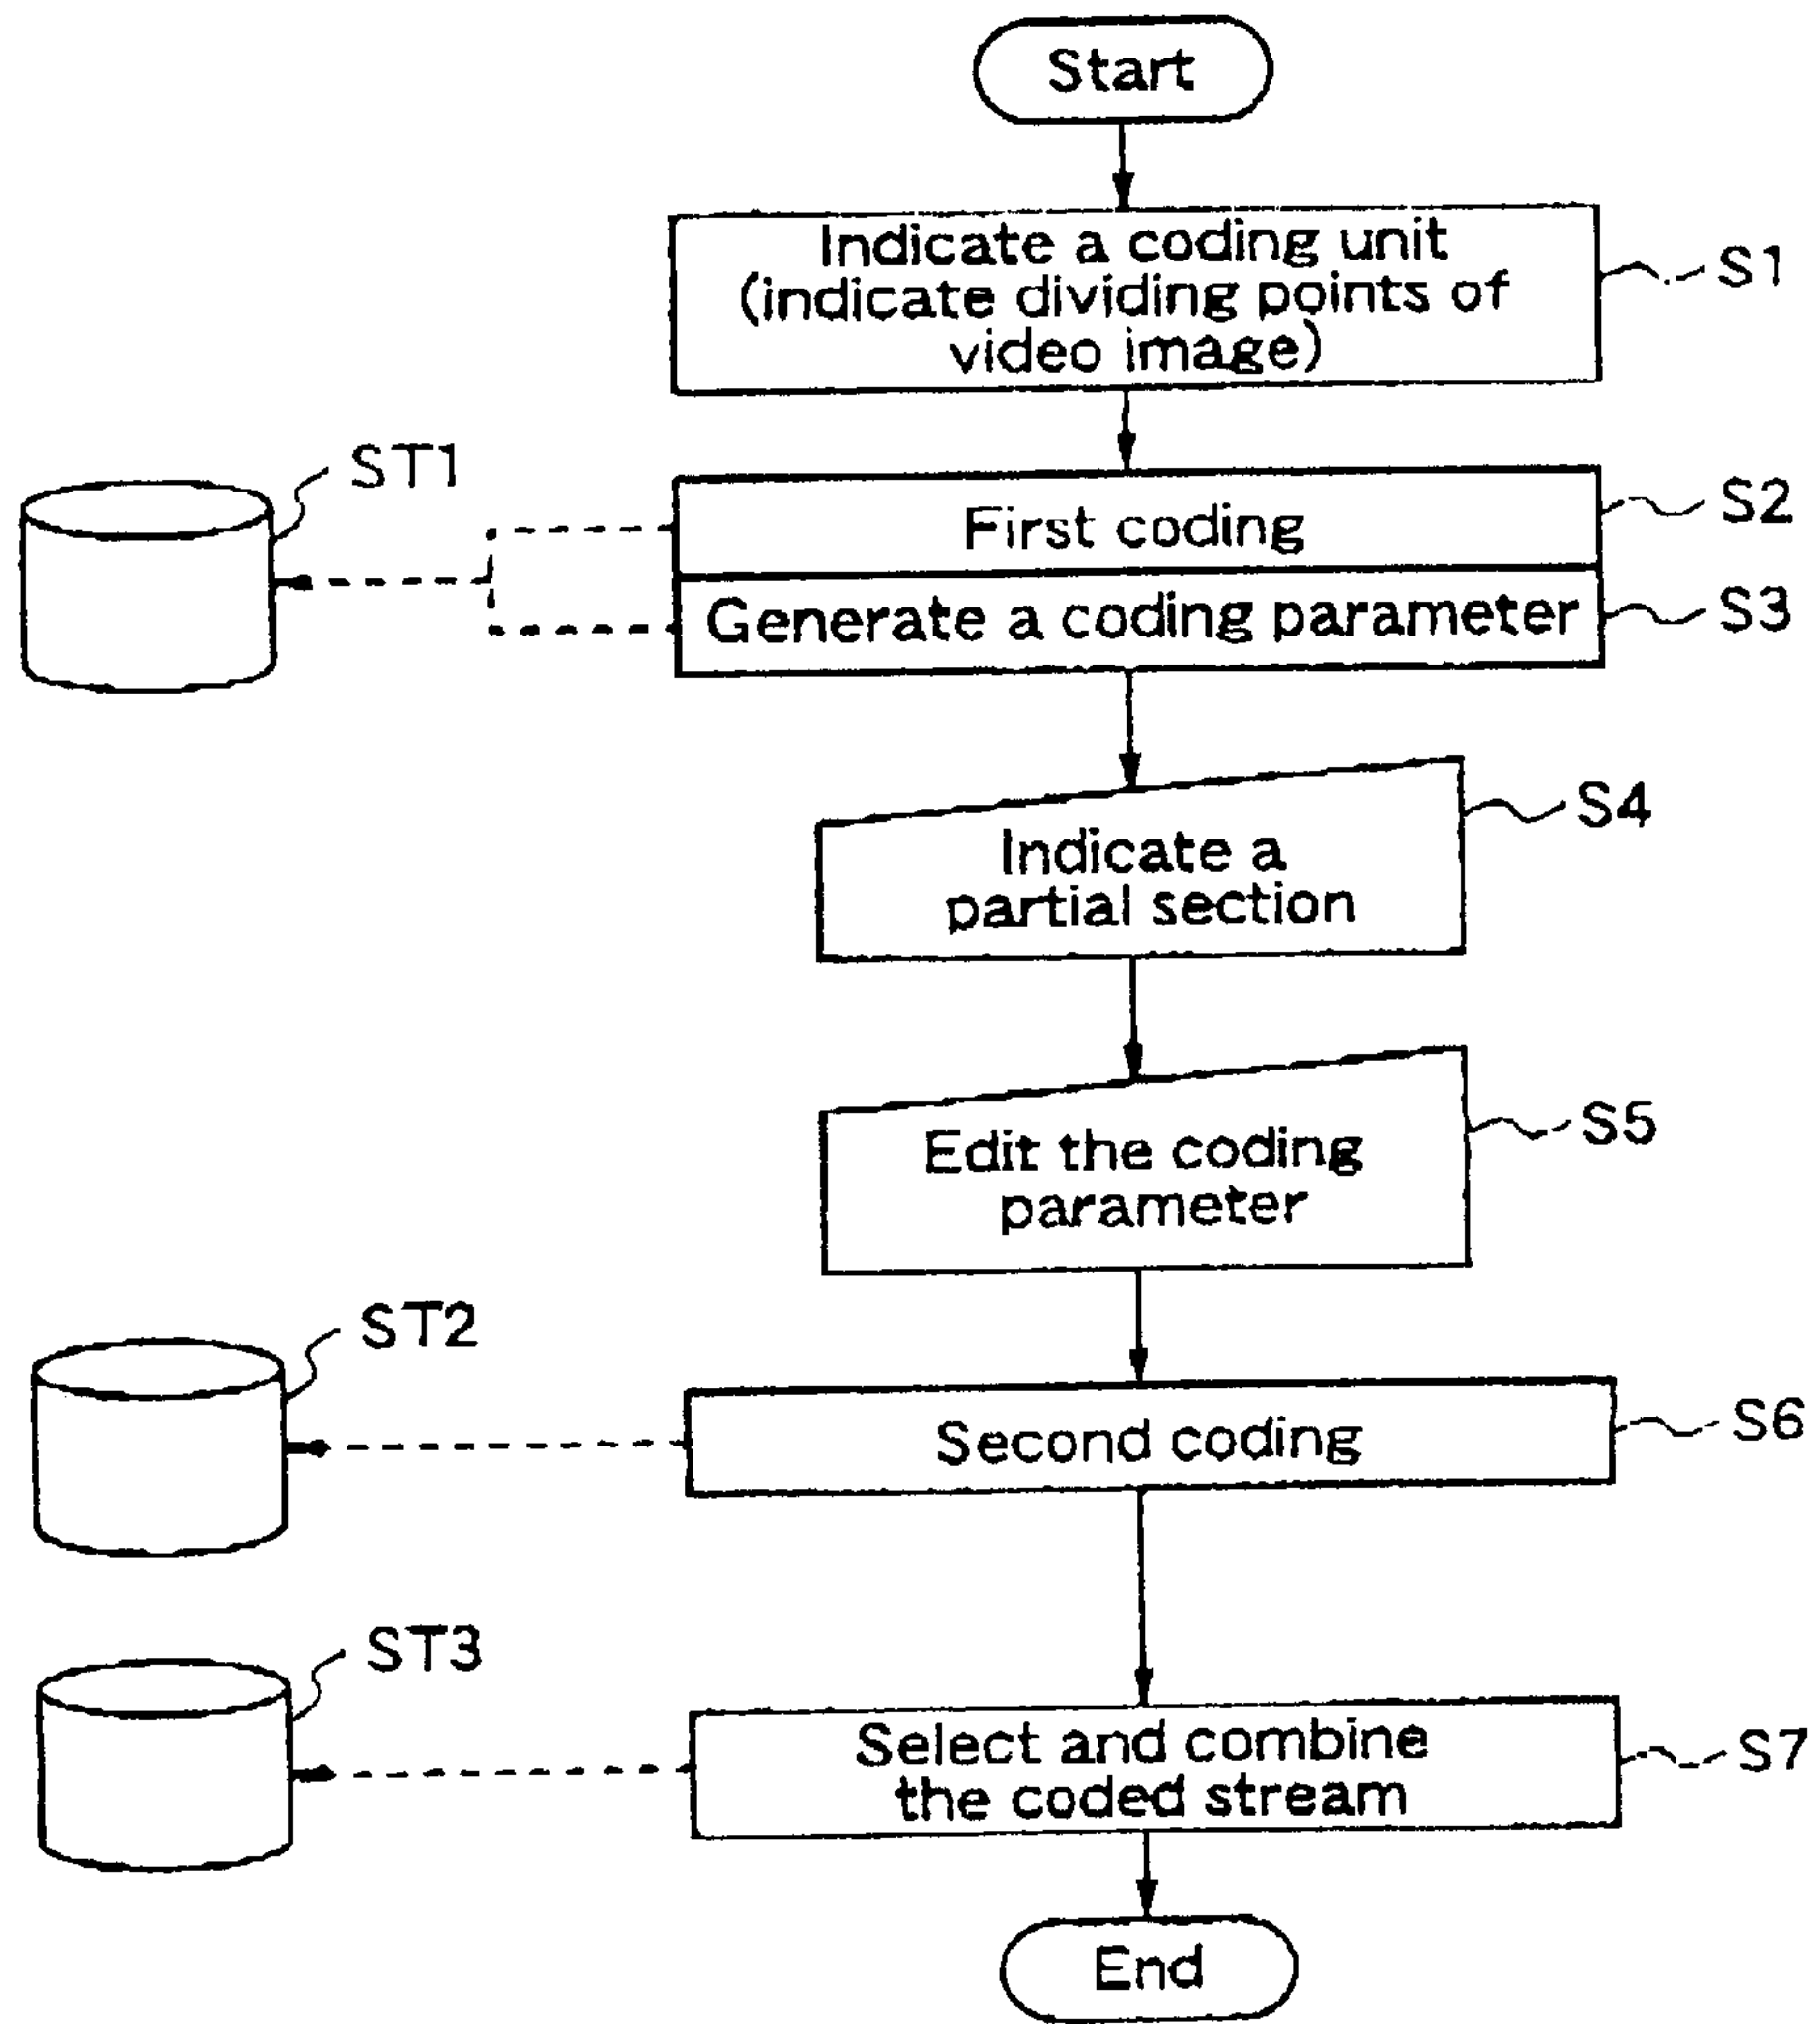 Start
Indicate a coding unit
(indicate dividing points of
video image)
S1
ST1
First coding
S2
Generate a coding parameter
S3
Indicate a
partial section
S4
Edit the coding
parameter
S5
ST2
Second coding
S6
ST3
Select and combine
the coded stream
S7
End